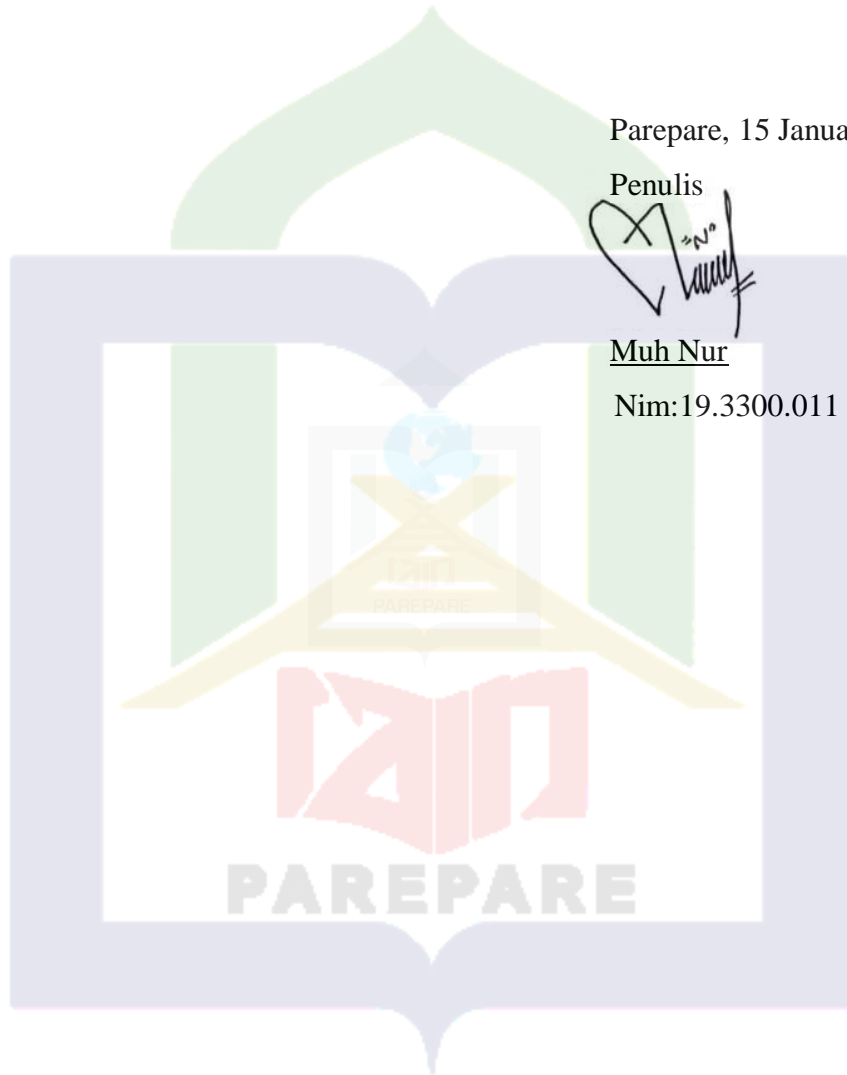 Parepare, 15 Janua
Penulis
Muh Nur
Nim:19.3300.011
PAREPARE
PAREPARE